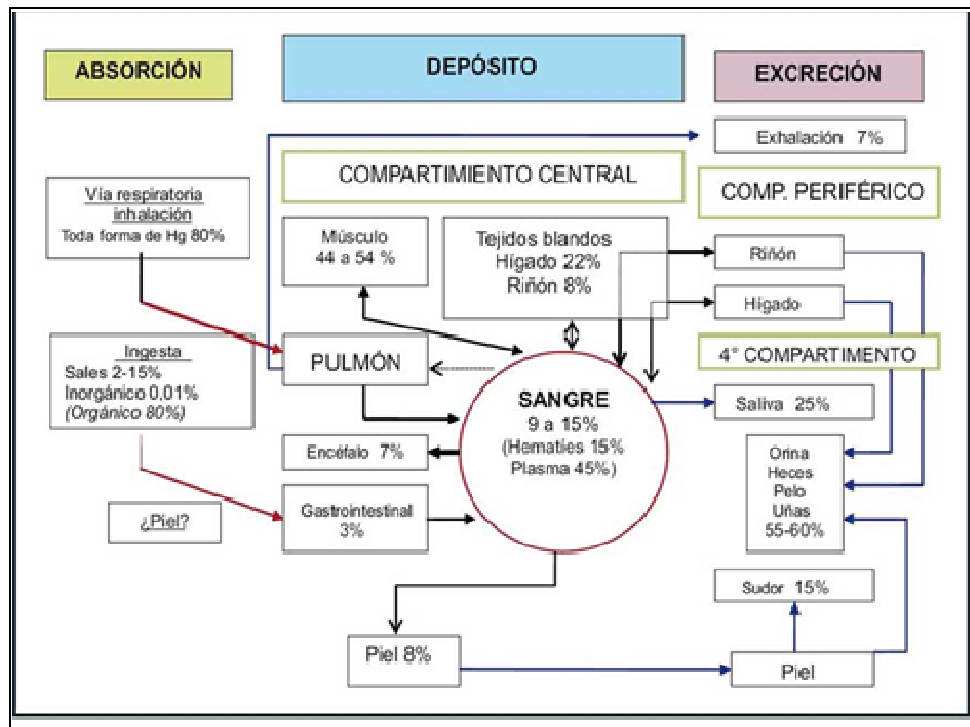 ABSORCIÓN
DEPÓSITO
EXCRECIÓN
Exhalación 7%
COMPARTIMIENTO CENTRAL
COMP. PERIFÉRICO
Vía respiratoria
inhalación
Toda forma de Hg 80%
Músculo
44 a 54 %
Tejidos blandos
Hígado 22%
Riñón 8%
Riñón
Hígado
Ingesta
Sales 2-15%
Inorgánico 0,01%
(Orgánico 80%)
PULMÓN
4° COMPARTIMENTO
SANGRE
9 a 15%
(Hematíes 15%
Plasma 45%)
Saliva 25%
Encéfalo 7%
Orina
Heces
Pelo
Uñas
55-60%
Gastrointestinal
3%
¿Piel?
Sudor 15%
Piel 8%
Piel